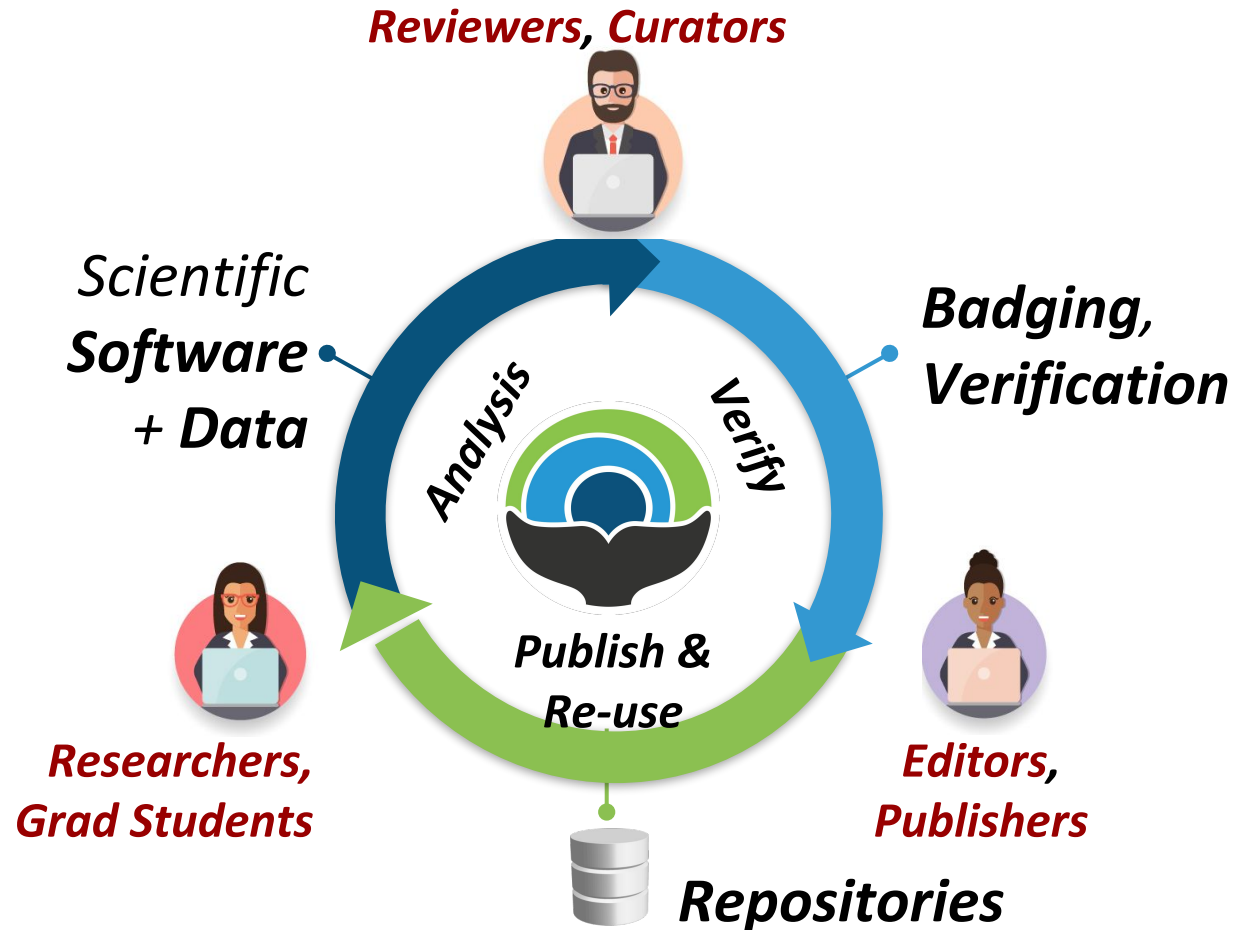 Reviewers, Curators
Scientific
Software
+ Data
Badging,
Verification
Analysis
Verify
Publish &
Re-use
Researchers,
Grad Students
Editors,
Publishers
Repositories